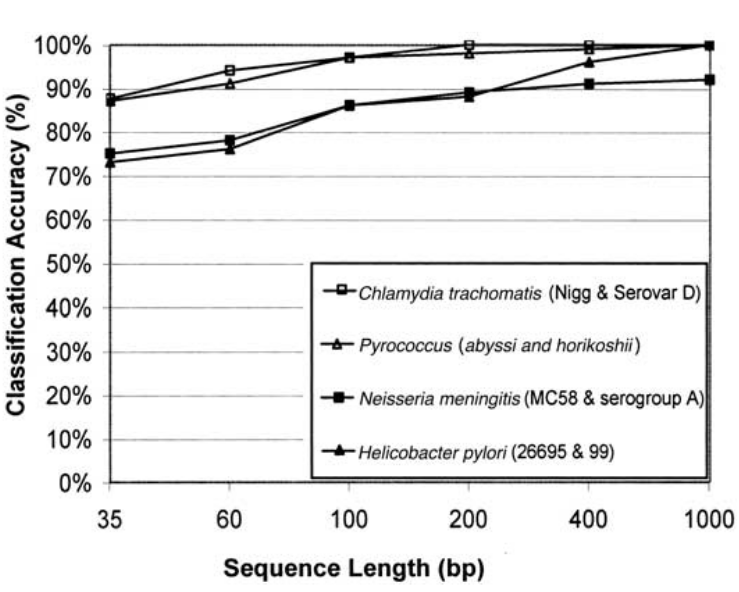 100%
90%
80%
70%
60%
50%
40%
30%
20%
10%
0%
Classification Accuracy (%)
Chlamydia trachomatis (Nigg & Serovar D)
Pyrococcus (abyssi and horikoshii)
Neisseria meningitis (MC58 & serogroup A)
Helicobacter pylori (26695 & 99)
35 60 100 200 400 1000
Sequence Length (bp)